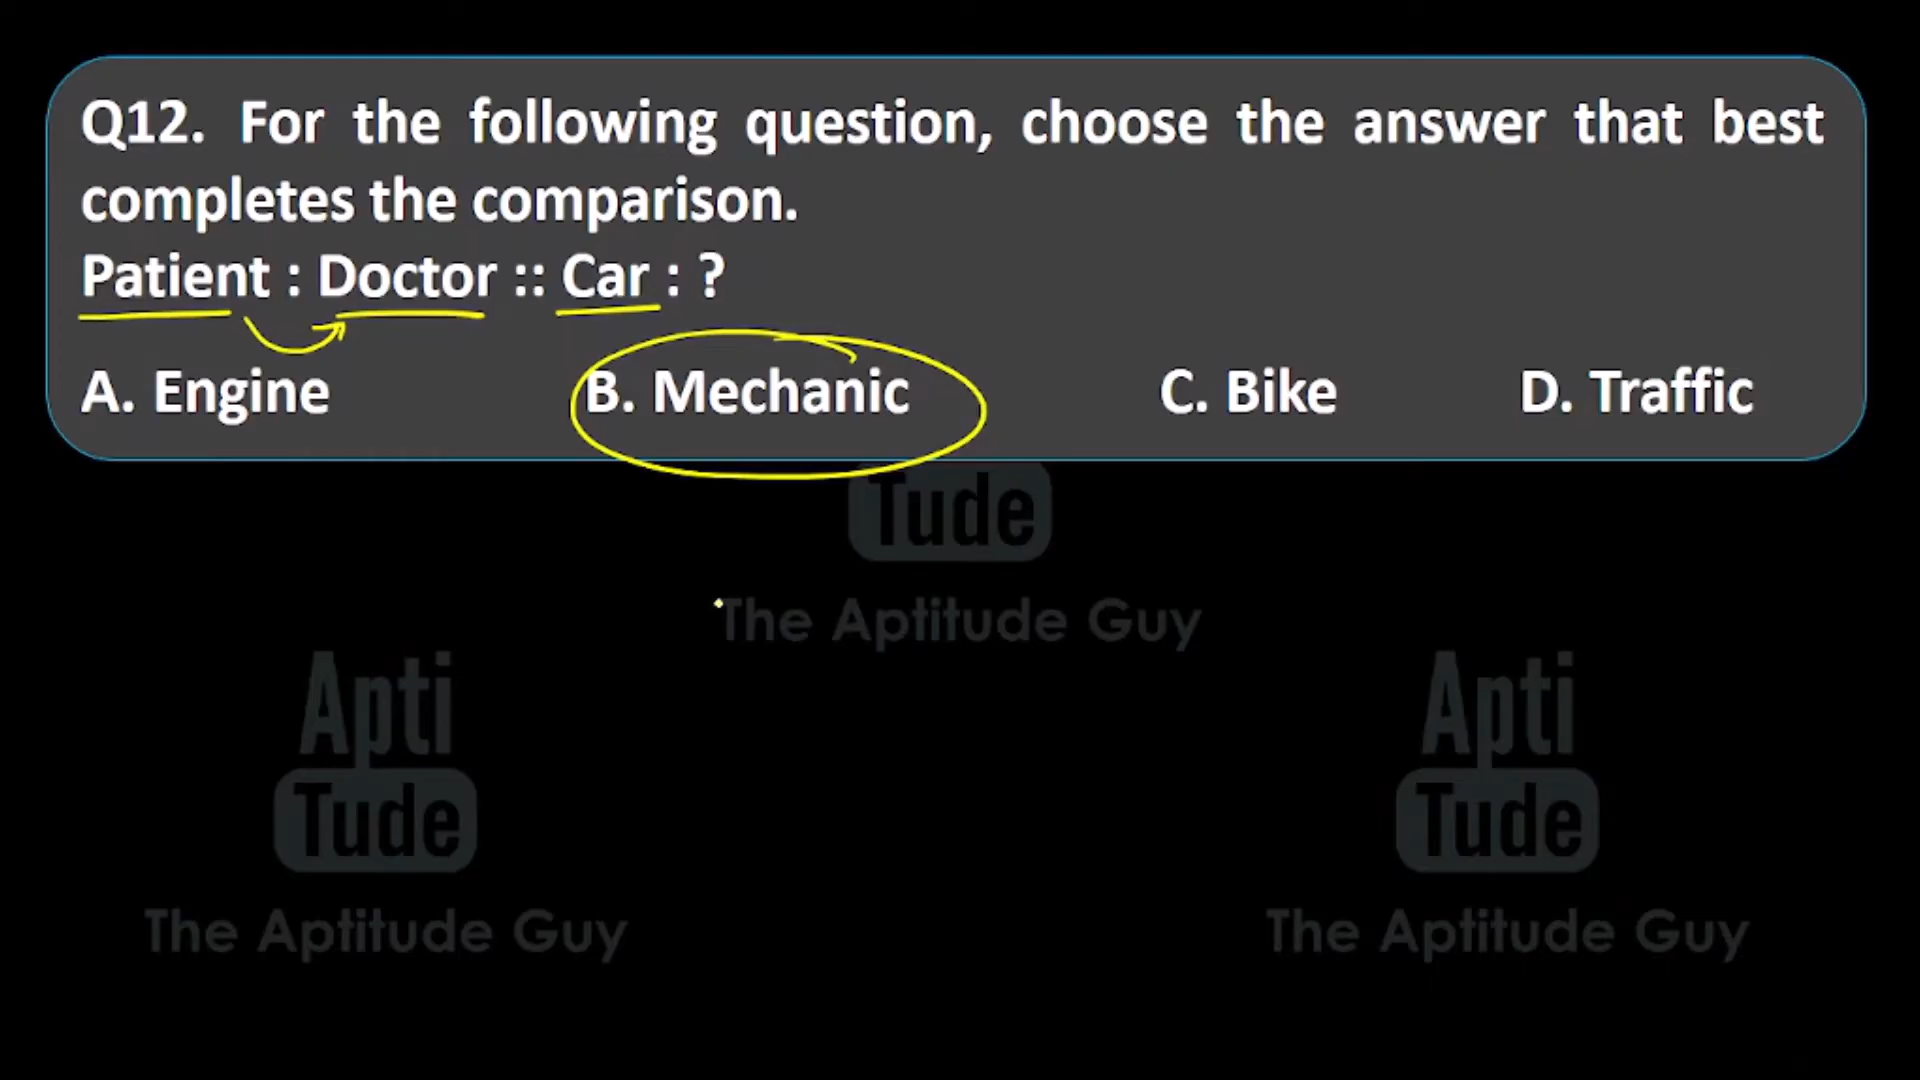 Q12. For the following question, choose the answer that best
completes the comparison.
Patient : Doctor :: Car : ?
A. Engine B. Mechanic C. Bike D. Traffic
Tude
The Aptitude Guy
Apti
Tude
The Aptitude Guy
Apti
Tude
The Aptitude Guy